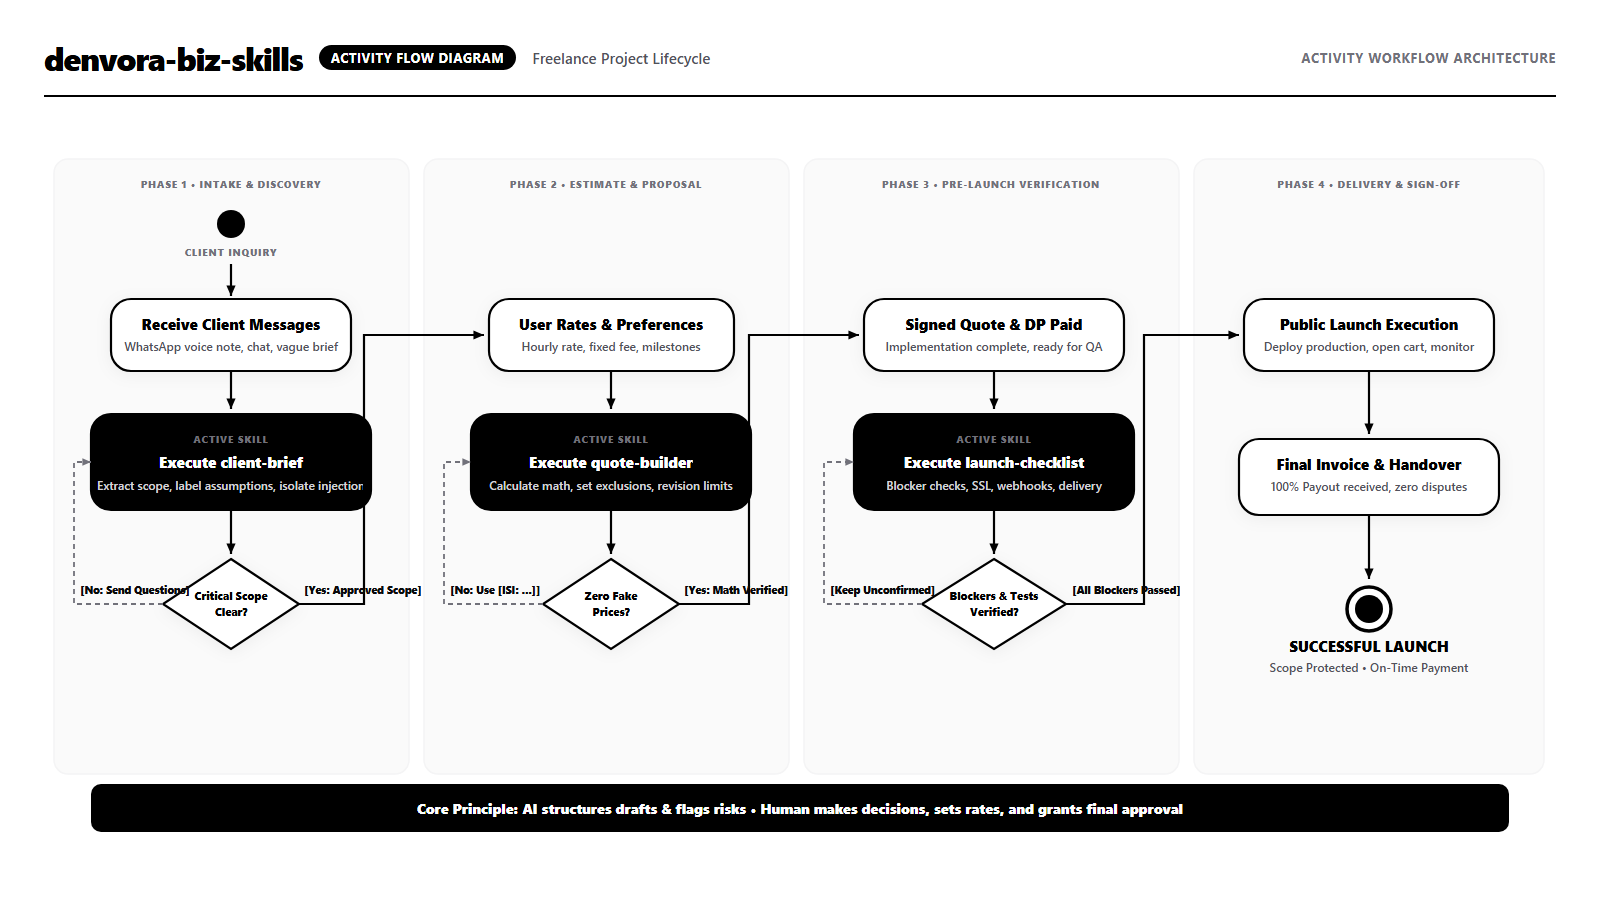 denvora-biz-skills
ACTIVITY FLOW DIAGRAM
Freelance Project Lifecycle
ACTIVITY WORKFLOW ARCHITECTURE
PHASE 1 • INTAKE & DISCOVERY
CLIENT INQUIRY
Receive Client Messages
WhatsApp voice note, chat, vague brief
ACTIVE SKILL
Execute client-brief
Extract scope, label assumptions, isolate injection
[No: Send Questions]
Critical Scope
Clear?
[Yes: Approved Scope]
PHASE 2 • ESTIMATE & PROPOSAL
User Rates & Preferences
Hourly rate, fixed fee, milestones
ACTIVE SKILL
Execute quote-builder
Calculate math, set exclusions, revision limits
[No: Use [ISI: ...]]
Zero Fake
Prices?
[Yes: Math Verified]
PHASE 3 • PRE-LAUNCH VERIFICATION
Signed Quote & DP Paid
Implementation complete, ready for QA
ACTIVE SKILL
Execute launch-checklist
Blocker checks, SSL, webhooks, delivery
[Keep Unconfirmed]
Blockers & Tests
Verified?
[All Blockers Passed]
PHASE 4 • DELIVERY & SIGN-OFF
Public Launch Execution
Deploy production, open cart, monitor
Final Invoice & Handover
100% Payout received, zero disputes
SUCCESSFUL LAUNCH
Scope Protected • On-Time Payment
Core Principle: AI structures drafts & flags risks • Human makes decisions, sets rates, and grants final approval